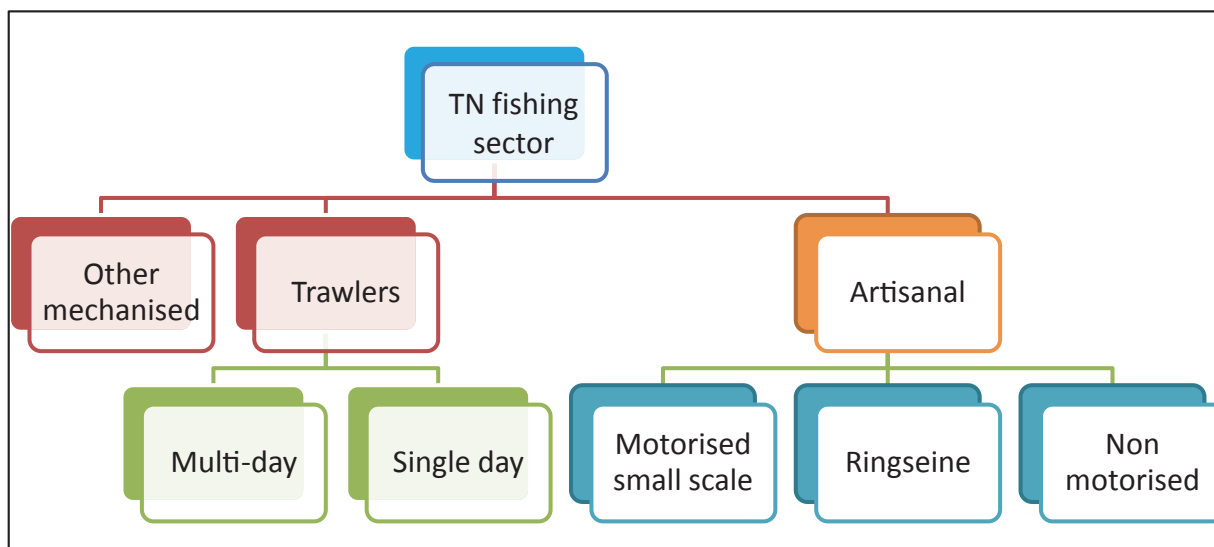 TN fishing
sector
Other
mechanised
Trawlers
Artisanal
Multi-day
Single day
Motorised
small scale
Ringseine
Non
motorised